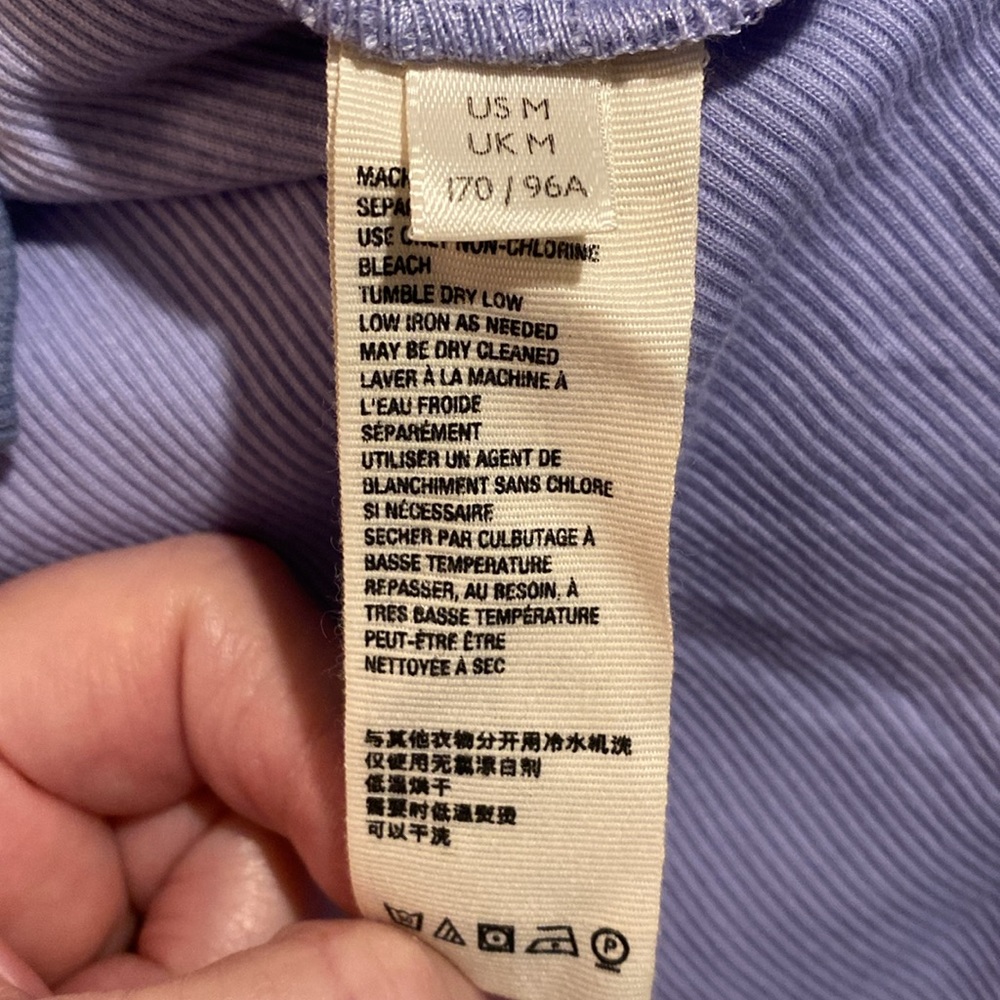 US M
UK M
170 / 96A
USE NON-CHLORINE
BLEACH
TUMBLE DRY LOW
LOW IRON AS NEEDED
MAY BE DRY CLEANED
LAVER À LA MACHINE À
L'EAU FROIDE
SÉPARÉMENT
UTILISER UN AGENT DE
BLANCHIMENT SANS CHLORE
SI NÉCESSAIRE
SECHER PAR CULBUTAGE À
BASSE TEMPERATURE
REPASSER, AU BESOIN, À
TRES BASSE TEMPÉRATURE
PEUT-ÊTRE ÊTRE
NETTOYÉE À SEC
与其他衣物分开用冷水机洗
仅使用无氯漂白剂
低温烘干
需要时低温熨烫
可以干洗
P